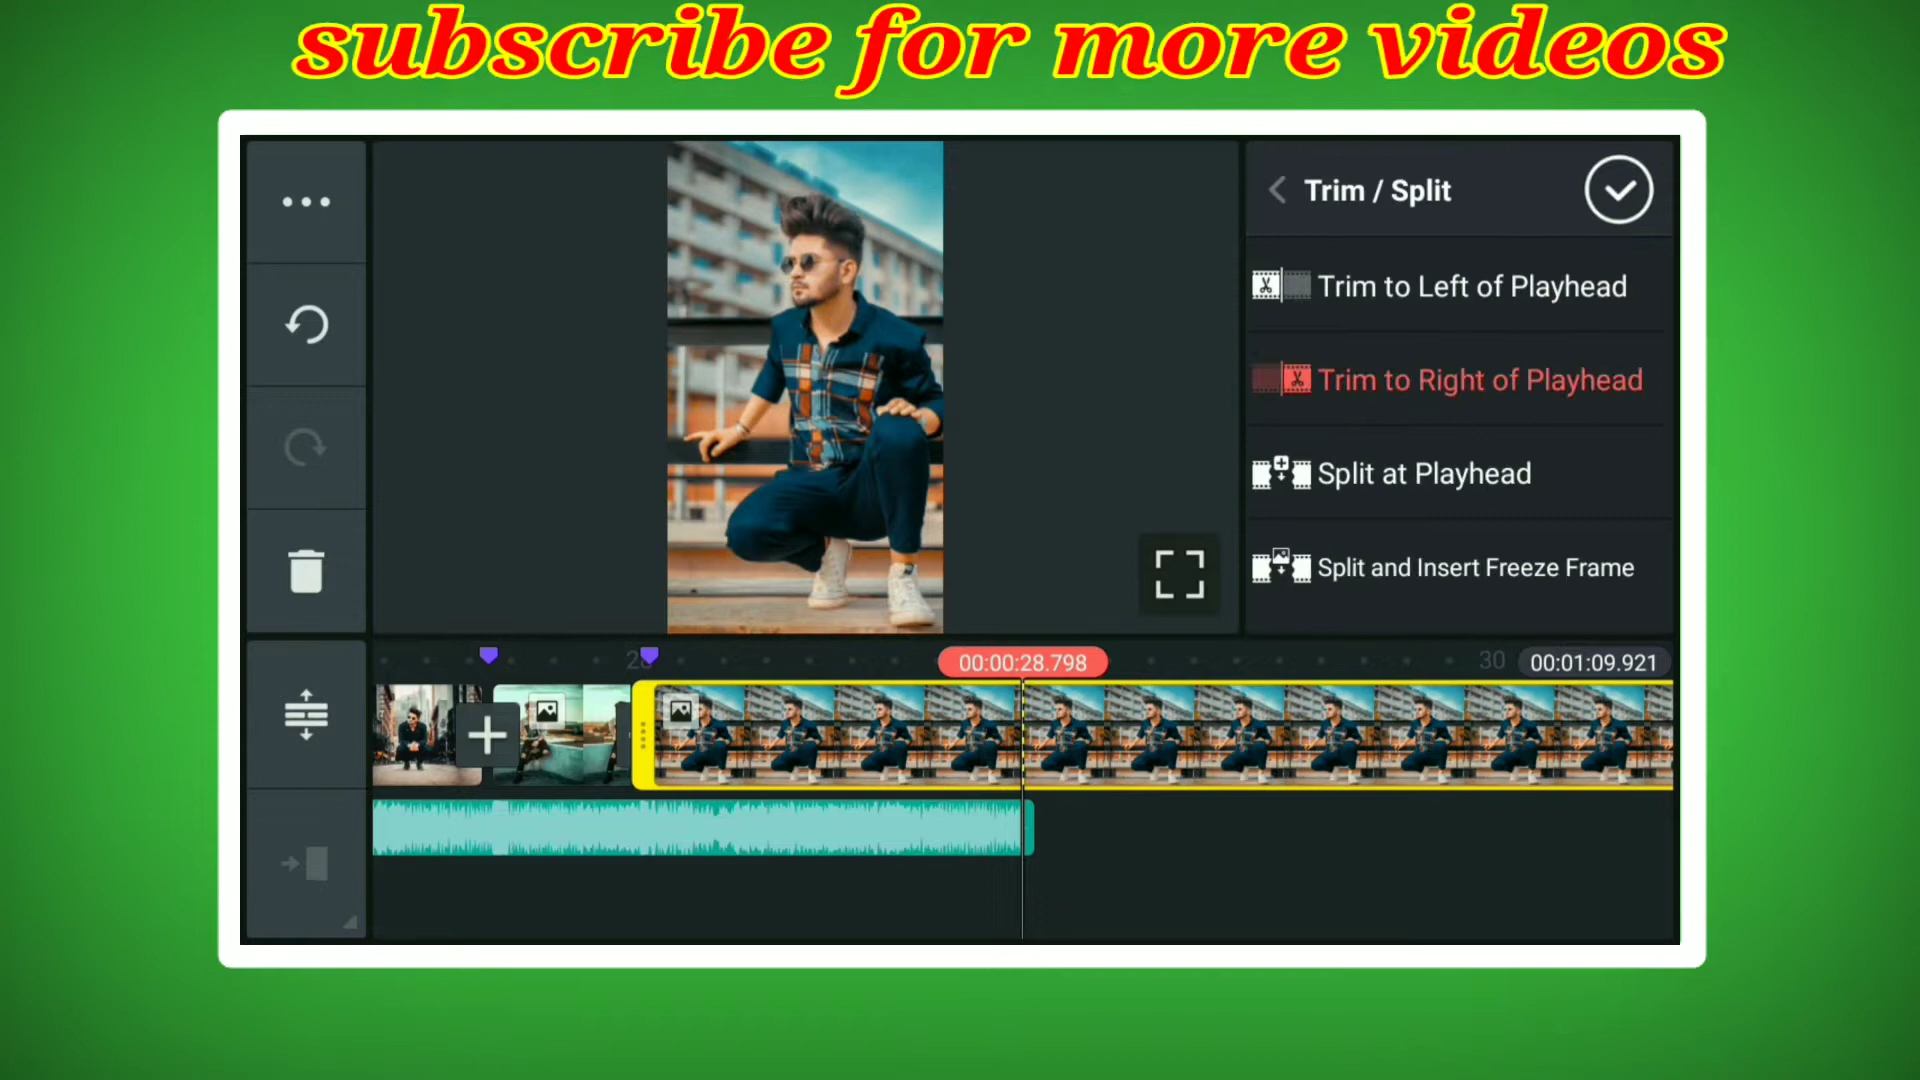 subscribe for more videos
Trim / Split
Trim to Left of Playhead
Trim to Right of Playhead
Split at Playhead
Split and Insert Freeze Frame
00:00:28.798
30
00:01:09.921